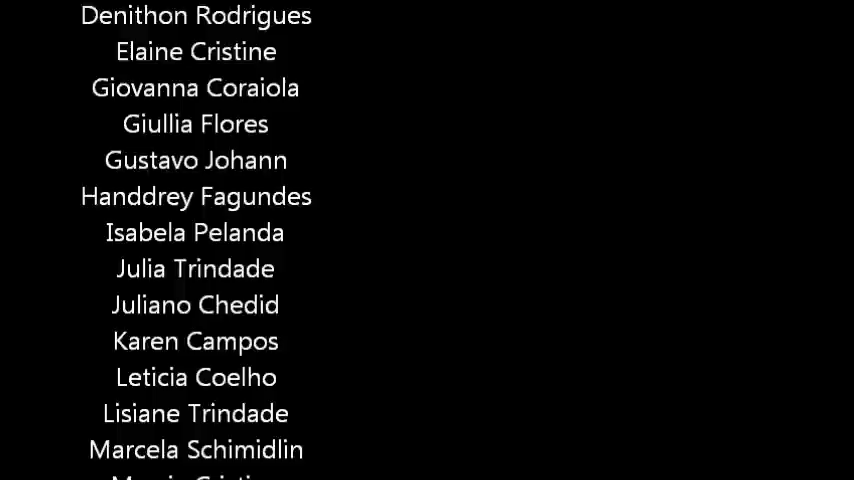 Denithon Rodrigues
Elaine Cristine
Giovanna Coraiola
Giullia Flores
Gustavo Johann
Handdrey Fagundes
Isabela Pelanda
Julia Trindade
Juliano Chedid
Karen Campos
Leticia Coelho
Lisiane Trindade
Marcela Schimidlin